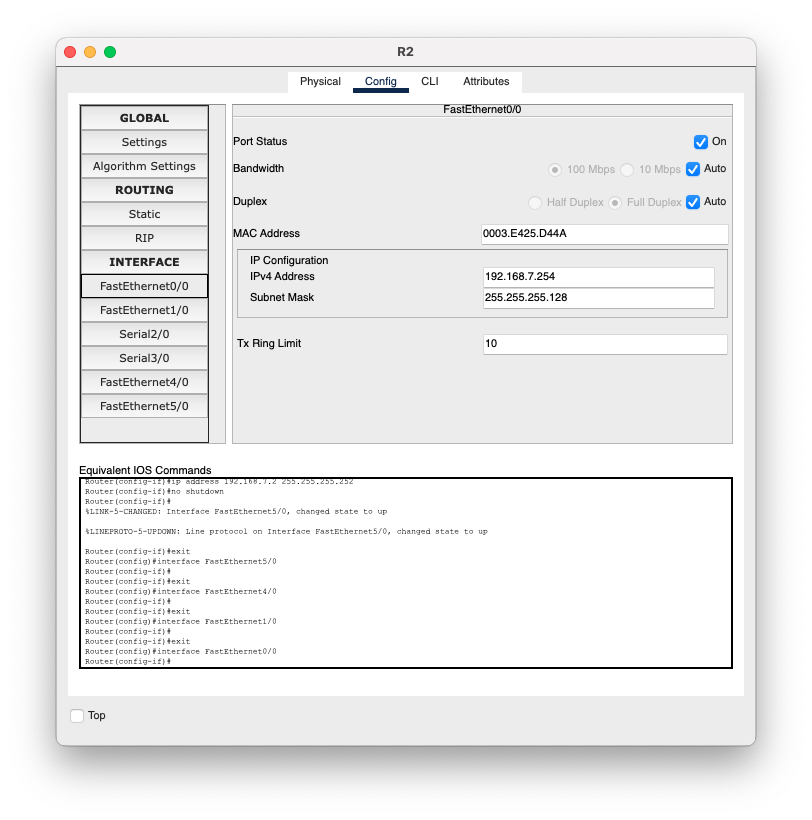 R2
Physical Config CLI Attributes
GLOBAL
Settings
Algorithm Settings
ROUTING
Static
RIP
INTERFACE
FastEthernet0/0
FastEthernet1/0
Serial2/0
Serial3/0
FastEthernet4/0
FastEthernet5/0
FastEthernet0/0
Port Status On
Bandwidth 100 Mbps 10 Mbps Auto
Duplex Half Duplex Full Duplex Auto
MAC Address 0003.E425.D44A
IP Configuration
IPv4 Address 192.168.7.254
Subnet Mask 255.255.255.128
Tx Ring Limit 10
Equivalent IOS Commands
Router(config-if)#ip address 192.168.7.2 255.255.255.252
Router(config-if)#no shutdown
Router(config-if)#
%LINK-5-CHANGED: Interface FastEthernet5/0, changed state to up
%LINEPROTO-5-UPDOWN: Line protocol on Interface FastEthernet5/0, changed state to up
Router(config-if)#exit
Router(config)#interface FastEthernet5/0
Router(config-if)#
Router(config-if)#exit
Router(config)#interface FastEthernet4/0
Router(config-if)#
Router(config-if)#exit
Router(config)#interface FastEthernet1/0
Router(config-if)#
Router(config-if)#exit
Router(config)#interface FastEthernet0/0
Router(config-if)#
Top